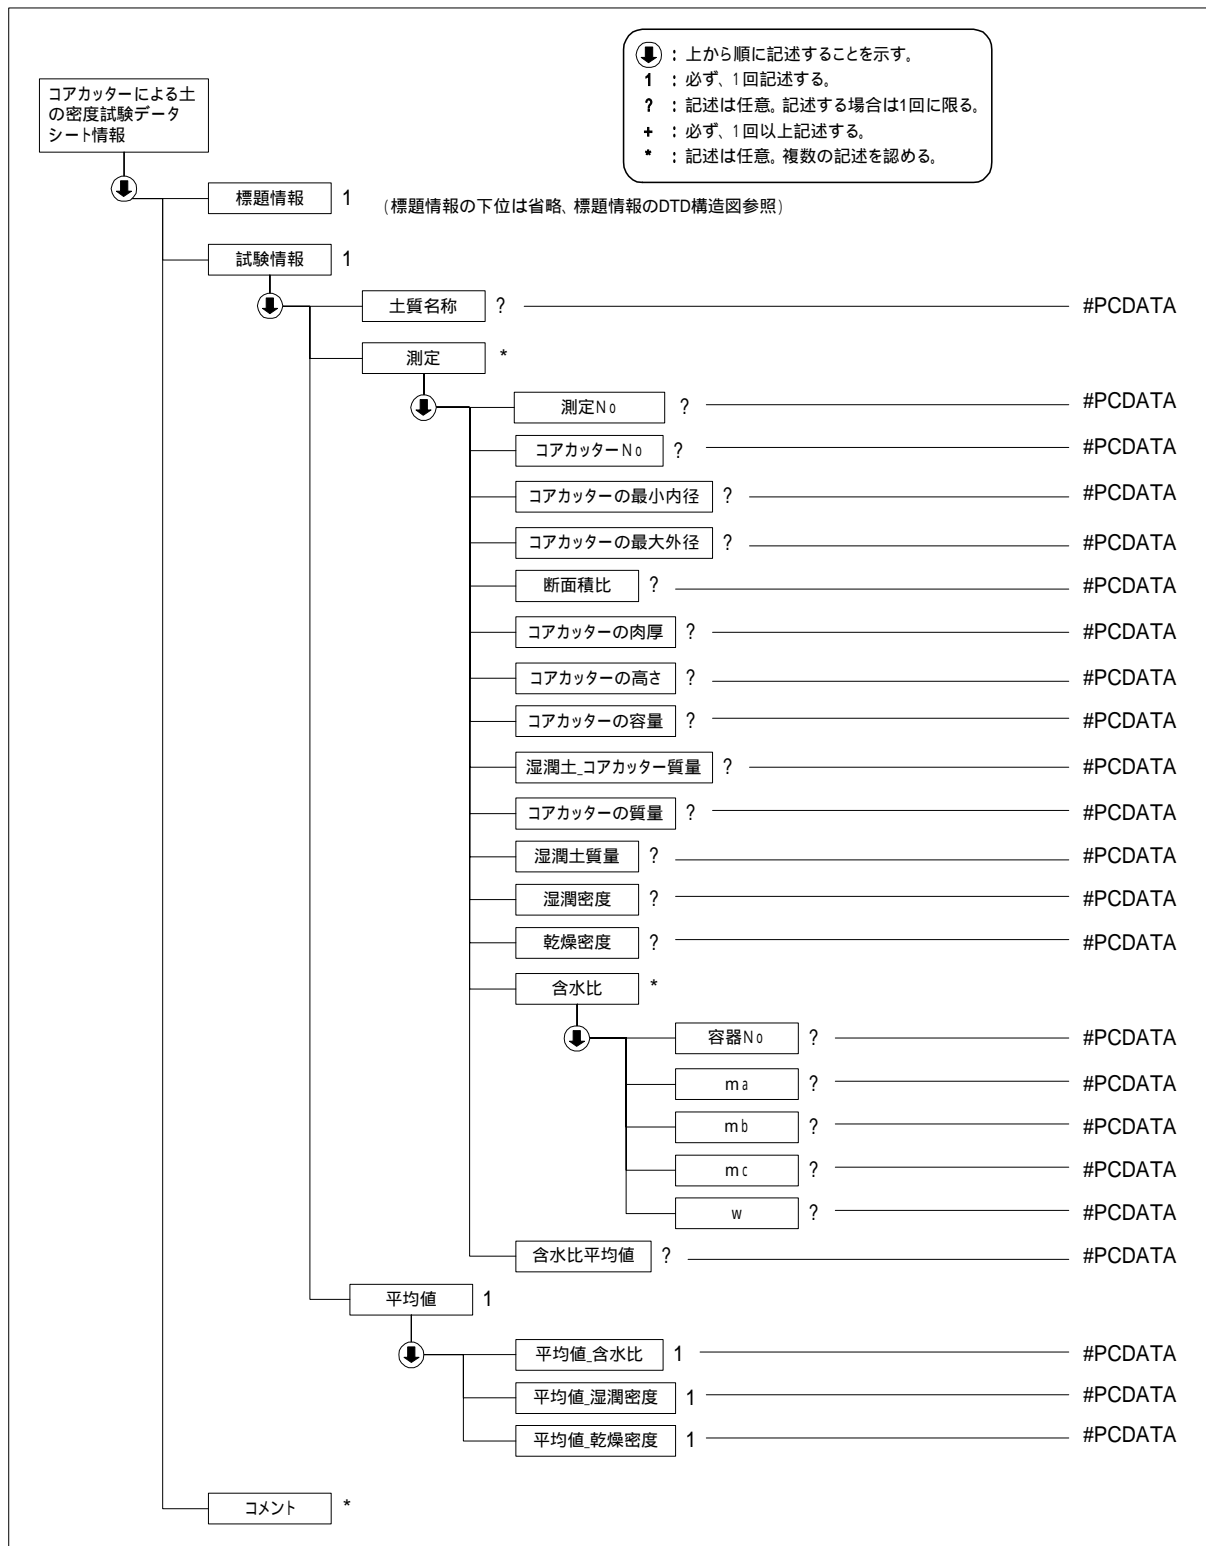 ：上から順に記述することを示す。
1 ：必ず、1回記述する。
? ：記述は任意。記述する場合は1回に限る。
+ ：必ず、1回以上記述する。
* ：記述は任意。複数の記述を認める。
コアカッターによる土
の密度試験データ
シート情報
標題情報 1 (標題情報の下位は省略、標題情報のDTD構造図参照)
試験情報 1
土質名称 ? #PCDATA
測定 *
測定No ? #PCDATA
コアカッターNo ? #PCDATA
コアカッターの最小内径 ? #PCDATA
コアカッターの最大外径 ? #PCDATA
断面積比 ? #PCDATA
コアカッターの肉厚 ? #PCDATA
コアカッターの高さ ? #PCDATA
コアカッターの容量 ? #PCDATA
湿潤土_コアカッター質量 ? #PCDATA
コアカッターの質量 ? #PCDATA
湿潤土質量 ? #PCDATA
湿潤密度 ? #PCDATA
乾燥密度 ? #PCDATA
含水比 *
容器No ? #PCDATA
ma ? #PCDATA
mb ? #PCDATA
mc ? #PCDATA
w ? #PCDATA
含水比平均値 ? #PCDATA
平均値 1
平均値_含水比 1 #PCDATA
平均値_湿潤密度 1 #PCDATA
平均値_乾燥密度 1 #PCDATA
コメント *